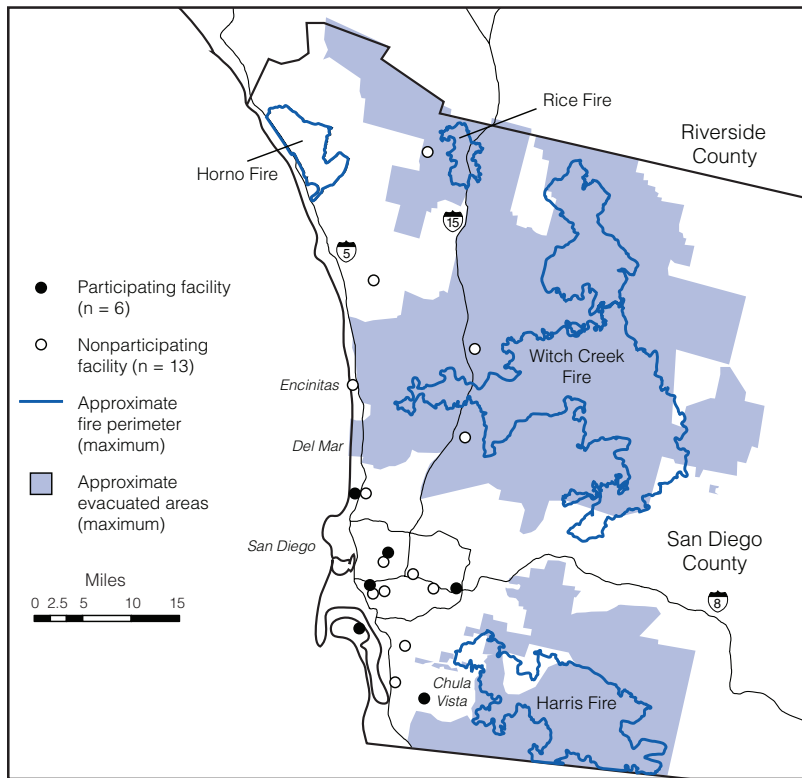 Rice Fire
Riverside
County
Horno Fire
15
5
Participating facility
(n = 6)
Nonparticipating
facility (n = 13)
Approximate
fire perimeter
(maximum)
Approximate
evacuated areas
(maximum)
Witch Creek
Fire
Encinitas
Del Mar
San Diego
San Diego
County
Miles
0 2.5 5 10 15
8
Chula
Vista
Harris Fire